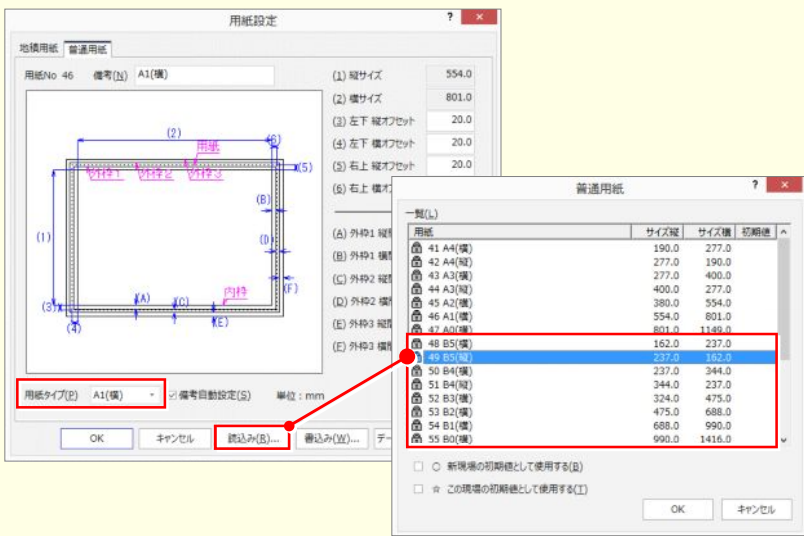 用紙設定
? ×
地積用紙 普通用紙
用紙No 46 備考(N) A1(横)
(1) 縦サイズ 554.0
(2) 横サイズ 801.0
(3) 左下 縦オフセット 20.0
(4) 左下 横オフセット 20.0
(5) 右上 縦オフセット 20.0
(6) 右上 横オ
(A) 外枠1 縦
(B) 外枠1 横
(C) 外枠2 縦
(D) 外枠2 横
(E) 外枠3 縦
(F) 外枠3 横
(2)
用紙
(6)
外枠1 外枠2 外枠3
(5)
(B)
(1)
(D)
内枠
(F)
(3)
(A)
(C)
(E)
(4)
用紙タイプ(P) A1(横) 備考自動設定(S) 単位：mm
OK キャンセル 読込み(R)... 書込み(W)... デー
普通用紙
? ×
一覧(L)
用紙 サイズ縦 サイズ横 初期値
41 A4(横) 190.0 277.0
42 A4(縦) 277.0 190.0
43 A3(横) 277.0 400.0
44 A3(縦) 400.0 277.0
45 A2(横) 380.0 554.0
46 A1(横) 554.0 801.0
47 A0(横) 801.0 1149.0
48 B5(横) 162.0 237.0
49 B5(縦) 237.0 162.0
50 B4(横) 237.0 344.0
51 B4(縦) 344.0 237.0
52 B3(横) 324.0 475.0
53 B2(横) 475.0 688.0
54 B1(横) 688.0 990.0
55 B0(横) 990.0 1416.0
○ 新現場の初期値として使用する(B)
☆ この現場の初期値として使用する(T)
OK キャンセル